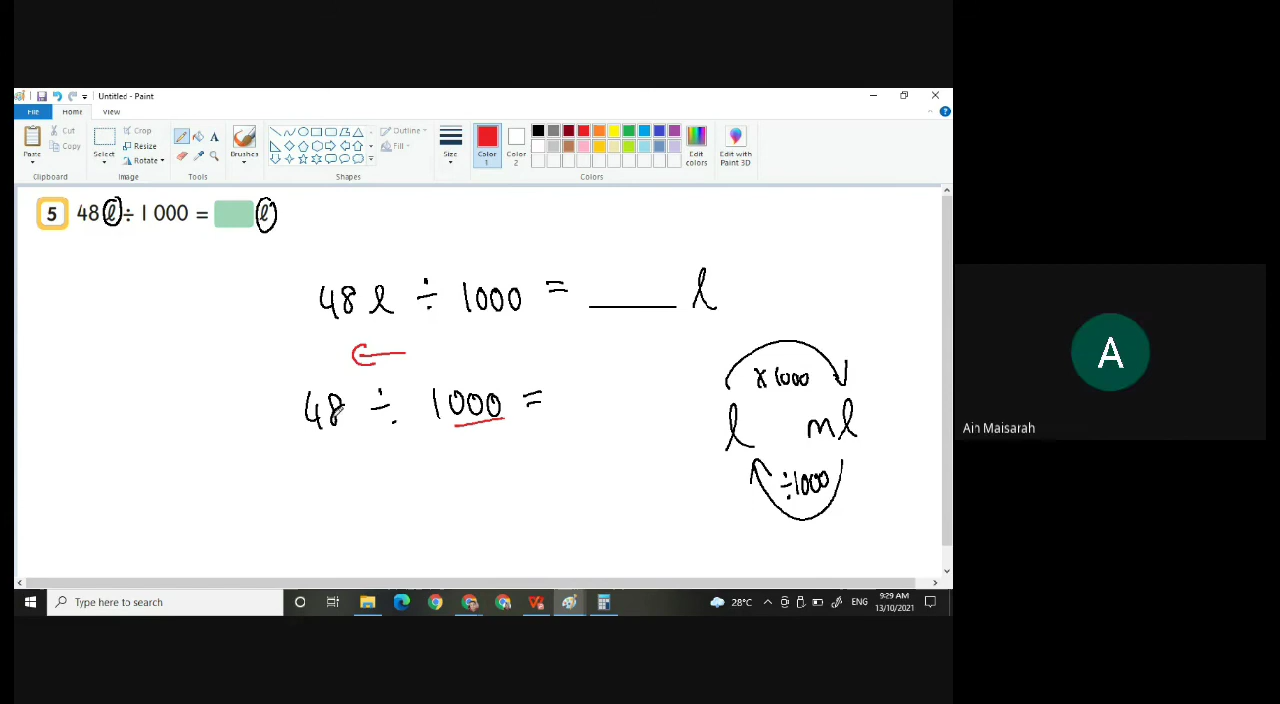 Untitled - Paint
File Home View
Cut
Copy
Paste
Clipboard
Select
Crop
Resize
Rotate
Image
A
Tools
Brushes
Outline
Fill
Shapes
Size
Color 1
Color 2
Edit colors
Colors
Edit with Paint 3D
5 48 ℓ ÷ 1 000 = ℓ
48 ℓ ÷ 1000 = ____ ℓ
48 ÷ 1000 =
x 1000
ℓ mℓ
÷1000
A
Ain Maisarah
Type here to search
28°C
ENG
9:29 AM
13/10/2021